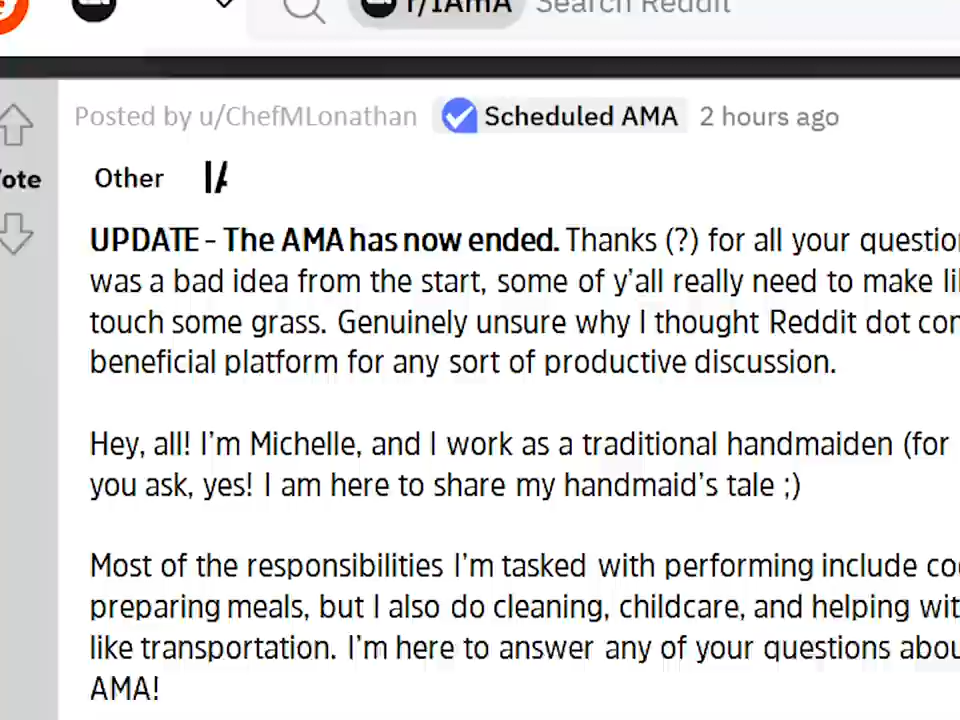 r/IAmA Search Reddit
Posted by u/ChefMLonathan Scheduled AMA 2 hours ago
Vote
Other
UPDATE - The AMA has now ended. Thanks (?) for all your questio
was a bad idea from the start, some of y'all really need to make li
touch some grass. Genuinely unsure why I thought Reddit dot co
beneficial platform for any sort of productive discussion.
Hey, all! I'm Michelle, and I work as a traditional handmaiden (for
you ask, yes! I am here to share my handmaid's tale ;)
Most of the responsibilities I'm tasked with performing include co
preparing meals, but I also do cleaning, childcare, and helping wit
like transportation. I'm here to answer any of your questions abou
AMA!